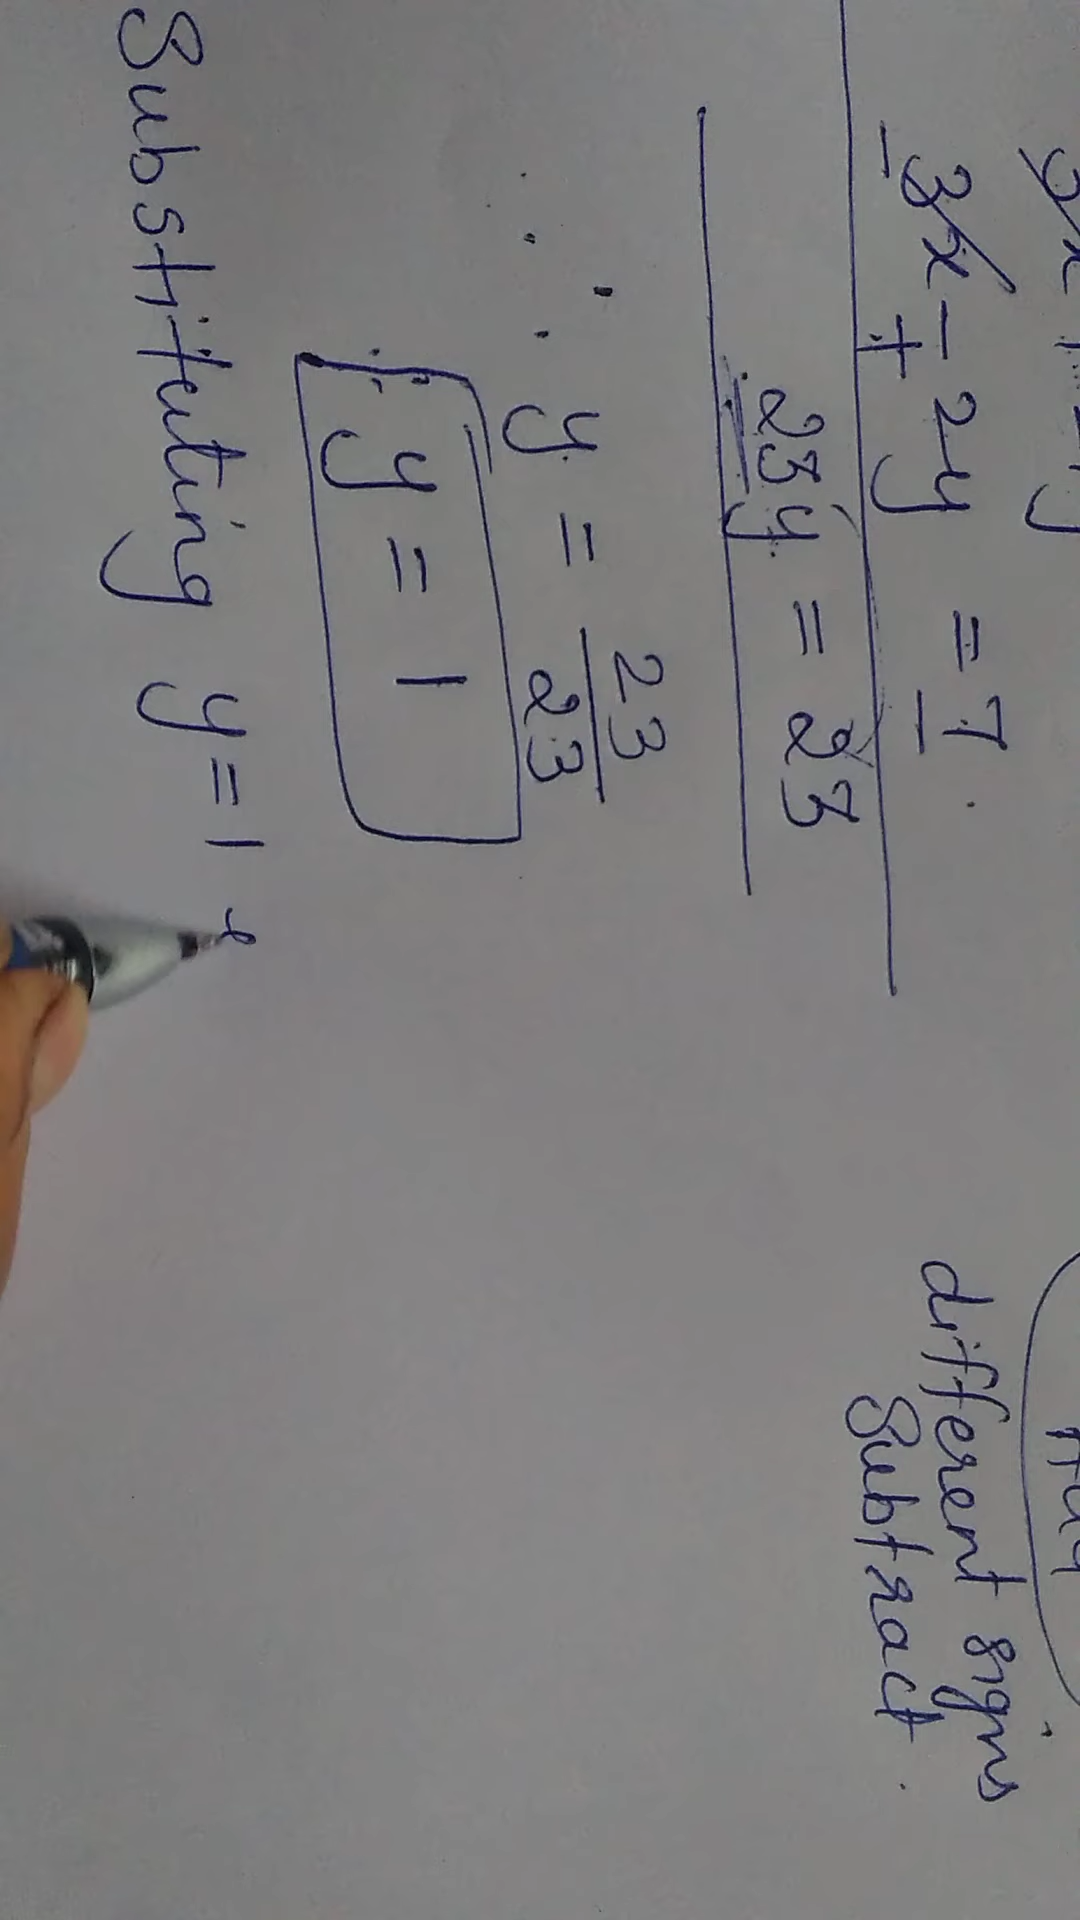 3x - 2y = 7.
- + -
23y = 23
∴ y = 23/23
y = 1
Substituting y = 1
different signs
Subtract.